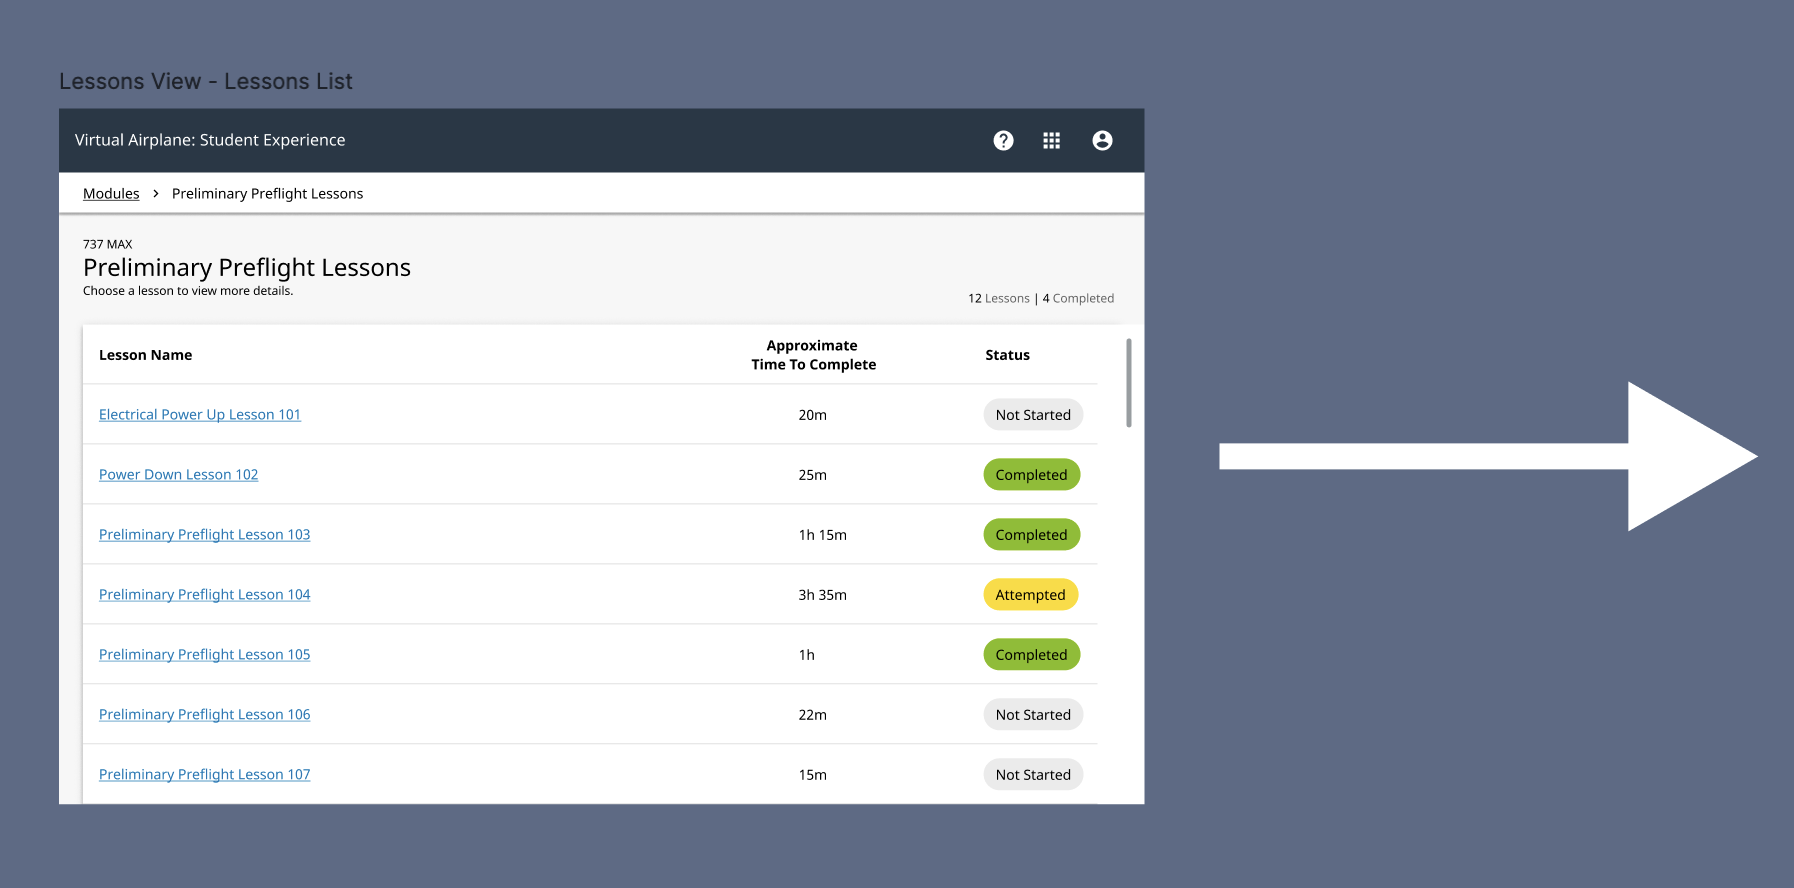 Lessons View - Lessons List
Virtual Airplane: Student Experience
Modules > Preliminary Preflight Lessons
737 MAX
Preliminary Preflight Lessons
Choose a lesson to view more details.
12 Lessons | 4 Completed
Lesson Name
Approximate
Time To Complete
Status
Electrical Power Up Lesson 101 20m Not Started
Power Down Lesson 102 25m Completed
Preliminary Preflight Lesson 103 1h 15m Completed
Preliminary Preflight Lesson 104 3h 35m Attempted
Preliminary Preflight Lesson 105 1h Completed
Preliminary Preflight Lesson 106 22m Not Started
Preliminary Preflight Lesson 107 15m Not Started